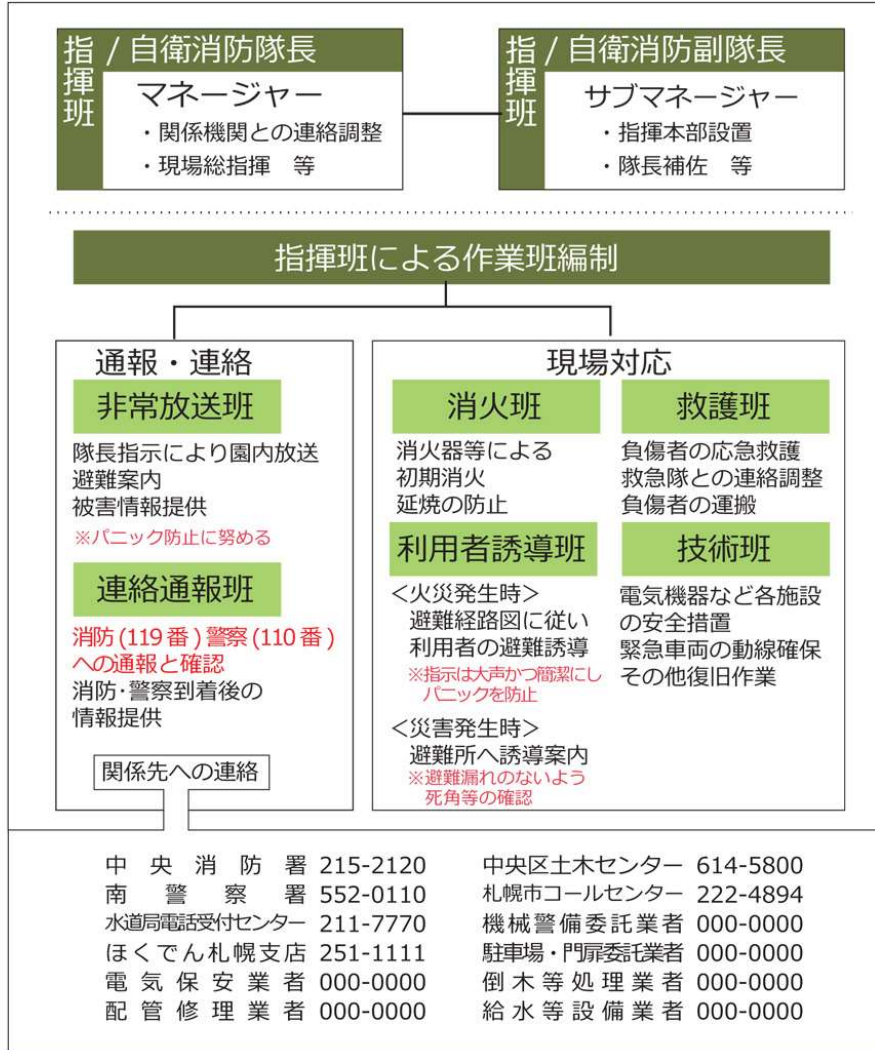 指揮班 / 自衛消防隊長
マネージャー
・関係機関との連絡調整
・現場総指揮 等
指揮班 / 自衛消防副隊長
サブマネージャー
・指揮本部設置
・隊長補佐 等
指揮班による作業班編制
通報・連絡
非常放送班
隊長指示により園内放送
避難案内
被害情報提供
※パニック防止に努める
連絡通報班
消防(119番)警察(110番)
への通報と確認
消防・警察到着後の
情報提供
関係先への連絡
現場対応
消火班
消火器等による
初期消火
延焼の防止
救護班
負傷者の応急救護
救急隊との連絡調整
負傷者の運搬
利用者誘導班
<火災発生時>
避難経路図に従い
利用者の避難誘導
※指示は大声かつ簡潔にし
パニックを防止
<災害発生時>
避難所へ誘導案内
※避難漏れのないよう
死角等の確認
技術班
電気機器など各施設
の安全措置
緊急車両の動線確保
その他復旧作業
中央消防署 215-2120
南警察署 552-0110
水道局電話受付センター 211-7770
ほくでん札幌支店 251-1111
電気保安業者 000-0000
配管修理業者 000-0000
中央区土木センター 614-5800
札幌市コールセンター 222-4894
機械警備委託業者 000-0000
駐車場・門扉委託業者 000-0000
倒木等処理業者 000-0000
給水等設備業者 000-0000